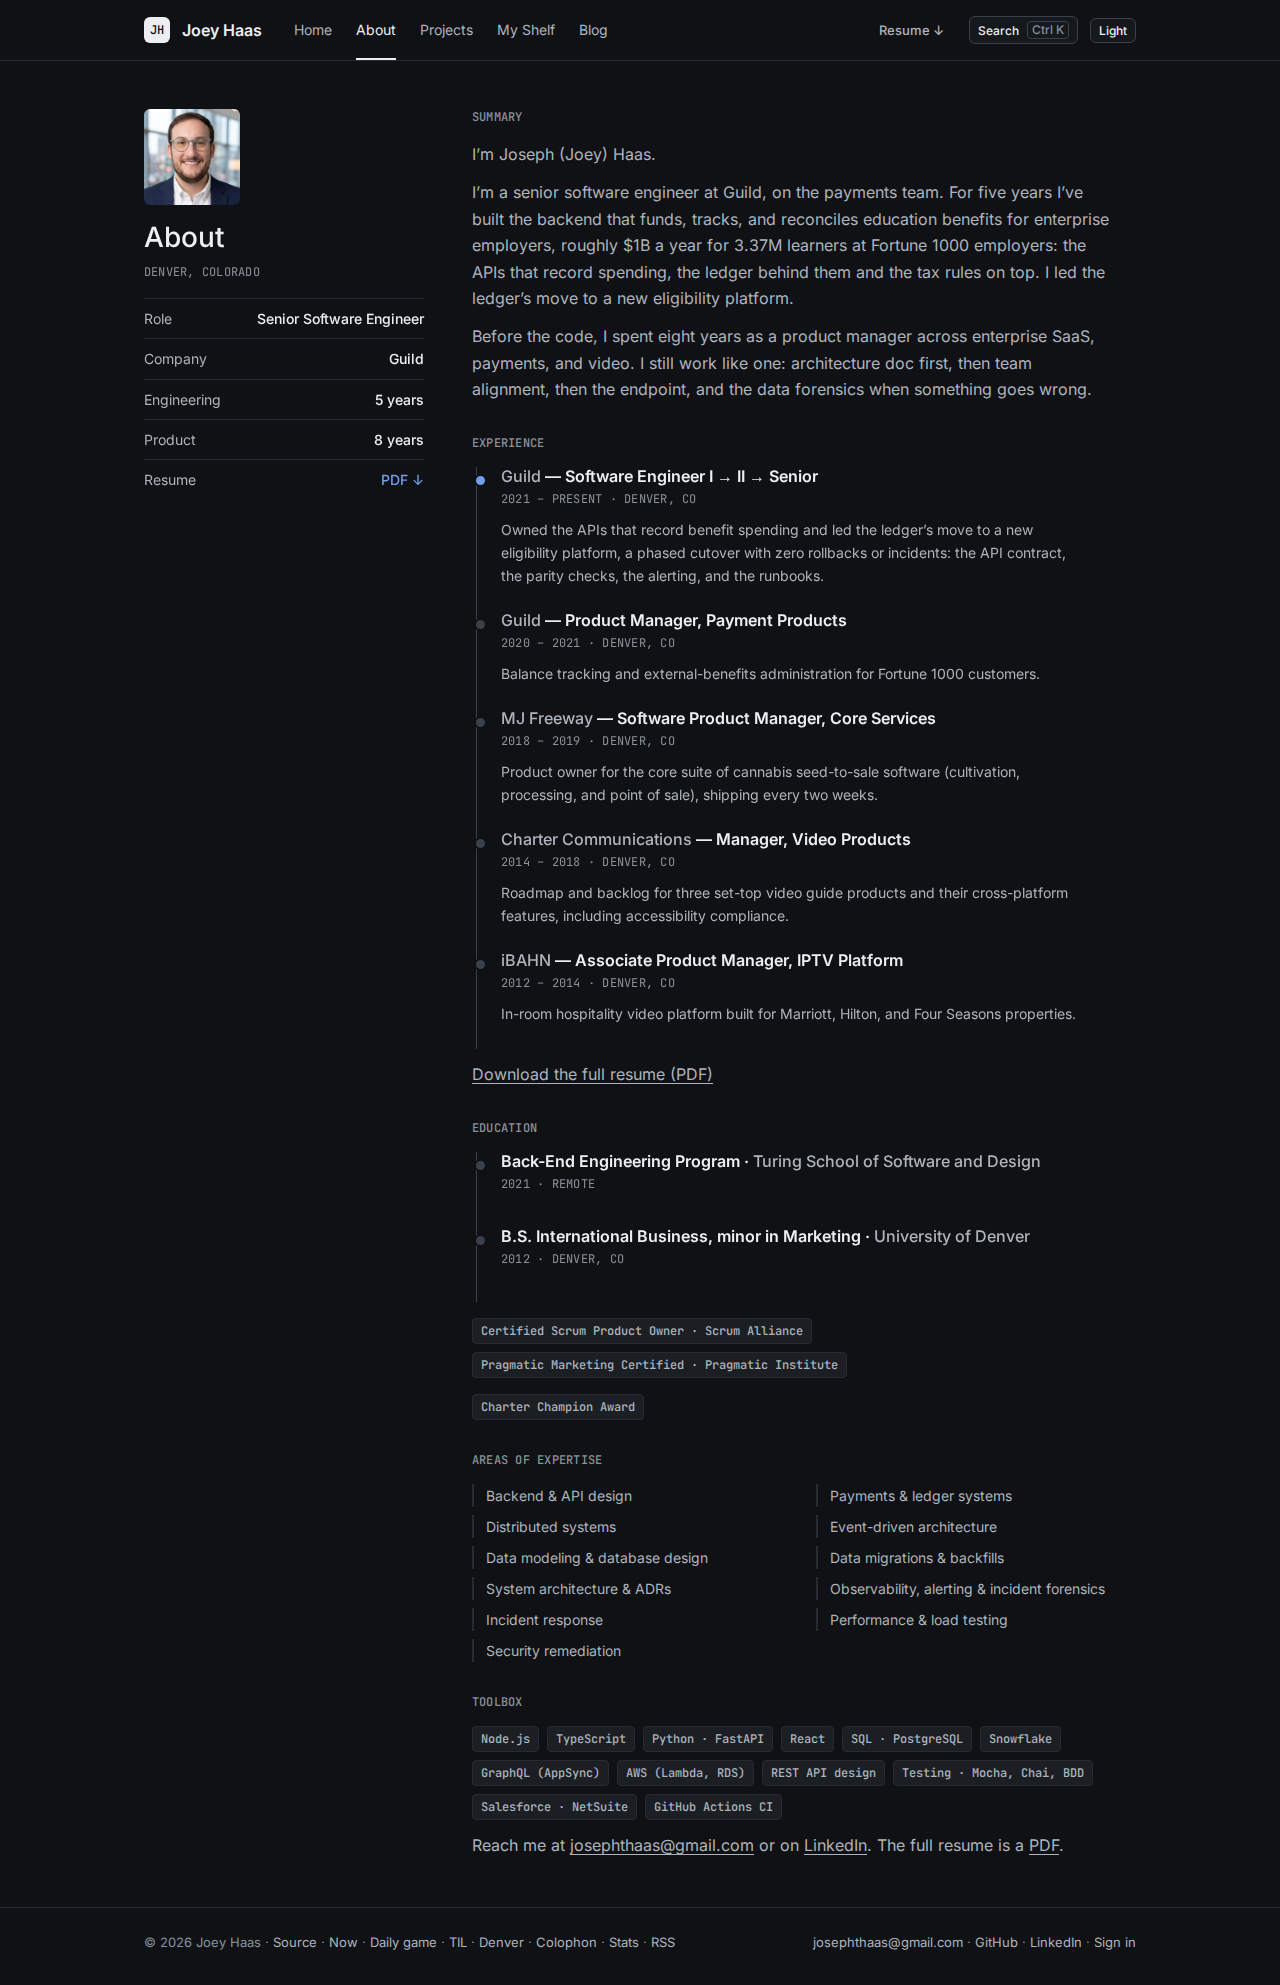 JH Joey Haas Home About Projects My Shelf Blog Resume ↓ Search Ctrl K Light
About
DENVER, COLORADO
Role Senior Software Engineer
Company Guild
Engineering 5 years
Product 8 years
Resume PDF ↓
SUMMARY
I’m Joseph (Joey) Haas.
I’m a senior software engineer at Guild, on the payments team. For five years I’ve
built the backend that funds, tracks, and reconciles education benefits for enterprise
employers, roughly $1B a year for 3.37M learners at Fortune 1000 employers: the
APIs that record spending, the ledger behind them and the tax rules on top. I led the
ledger’s move to a new eligibility platform.
Before the code, I spent eight years as a product manager across enterprise SaaS,
payments, and video. I still work like one: architecture doc first, then team
alignment, then the endpoint, and the data forensics when something goes wrong.
EXPERIENCE
Guild — Software Engineer I → II → Senior
2021 – PRESENT · DENVER, CO
Owned the APIs that record benefit spending and led the ledger’s move to a new
eligibility platform, a phased cutover with zero rollbacks or incidents: the API contract,
the parity checks, the alerting, and the runbooks.
Guild — Product Manager, Payment Products
2020 – 2021 · DENVER, CO
Balance tracking and external-benefits administration for Fortune 1000 customers.
MJ Freeway — Software Product Manager, Core Services
2018 – 2019 · DENVER, CO
Product owner for the core suite of cannabis seed-to-sale software (cultivation,
processing, and point of sale), shipping every two weeks.
Charter Communications — Manager, Video Products
2014 – 2018 · DENVER, CO
Roadmap and backlog for three set-top video guide products and their cross-platform
features, including accessibility compliance.
iBAHN — Associate Product Manager, IPTV Platform
2012 – 2014 · DENVER, CO
In-room hospitality video platform built for Marriott, Hilton, and Four Seasons properties.
Download the full resume (PDF)
EDUCATION
Back-End Engineering Program · Turing School of Software and Design
2021 · REMOTE
B.S. International Business, minor in Marketing · University of Denver
2012 · DENVER, CO
Certified Scrum Product Owner · Scrum Alliance
Pragmatic Marketing Certified · Pragmatic Institute
Charter Champion Award
AREAS OF EXPERTISE
Backend & API design Payments & ledger systems
Distributed systems Event-driven architecture
Data modeling & database design Data migrations & backfills
System architecture & ADRs Observability, alerting & incident forensics
Incident response Performance & load testing
Security remediation
TOOLBOX
Node.js TypeScript Python · FastAPI React SQL · PostgreSQL Snowflake
GraphQL (AppSync) AWS (Lambda, RDS) REST API design Testing · Mocha, Chai, BDD
Salesforce · NetSuite GitHub Actions CI
Reach me at josephthaas@gmail.com or on LinkedIn. The full resume is a PDF.
© 2026 Joey Haas · Source · Now · Daily game · TIL · Denver · Colophon · Stats · RSS josephthaas@gmail.com · GitHub · LinkedIn · Sign in